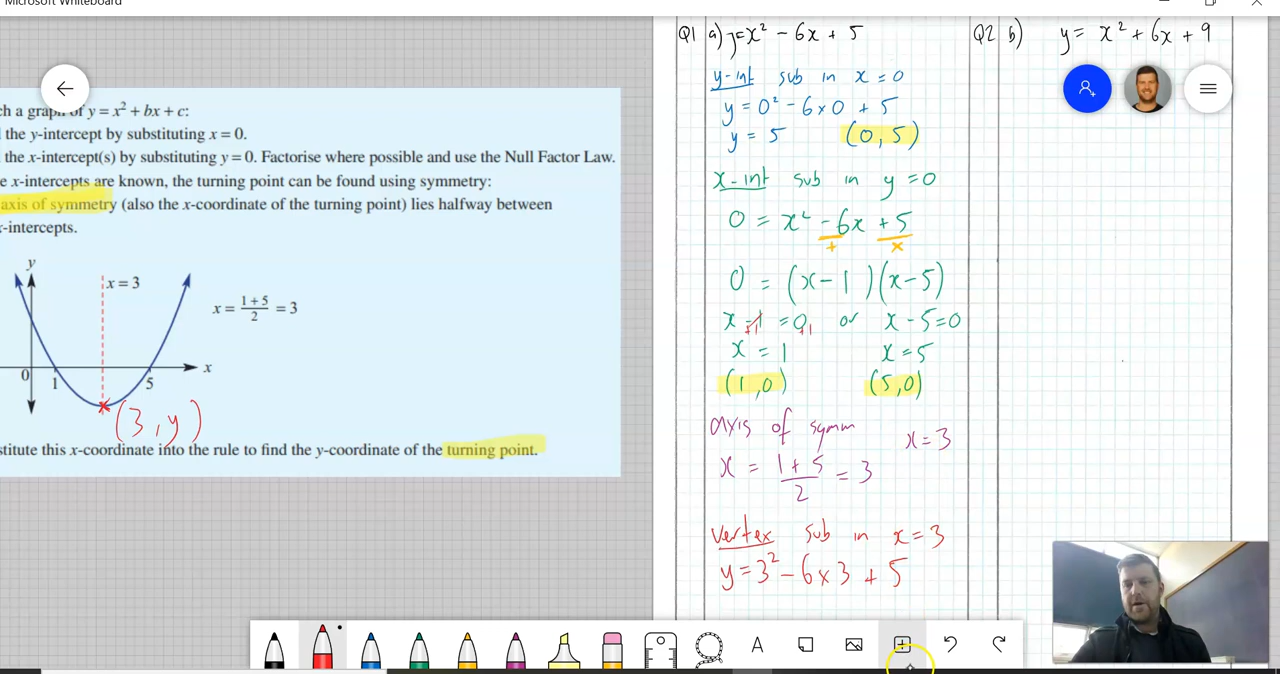 Microsoft Whiteboard
ch a graph of y = x² + bx + c:
the y-intercept by substituting x = 0.
the x-intercept(s) by substituting y = 0. Factorise where possible and use the Null Factor Law.
e x-intercepts are known, the turning point can be found using symmetry:
axis of symmetry (also the x-coordinate of the turning point) lies halfway between
-intercepts.
y
x = 3
x = (1 + 5)/2 = 3
x
0
1
5
(3, y)
stitute this x-coordinate into the rule to find the y-coordinate of the turning point.
Q1 a) y = x² - 6x + 5
y-int sub in x = 0
y = 0² - 6 × 0 + 5
y = 5 (0, 5)
x-int sub in y = 0
0 = x² - 6x + 5
+ ×
0 = (x - 1)(x - 5)
x - 1 = 0 or x - 5 = 0
+1 +1
x = 1 x = 5
(1, 0) (5, 0)
axis of symm x = 3
x = (1 + 5)/2 = 3
Vertex sub in x = 3
y = 3² - 6 × 3 + 5
Q2 b) y = x² + 6x + 9
A